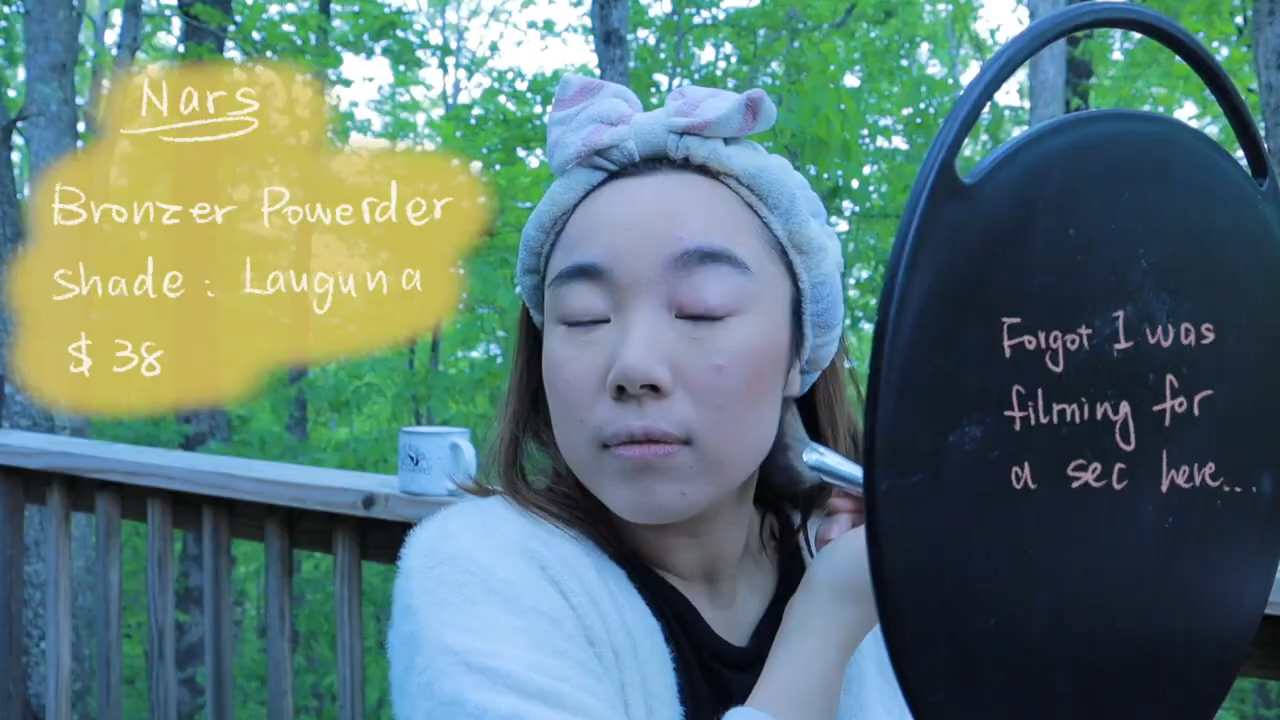 Nars
Bronzer Powerder
shade: Lauguna
$38
Forgot I was
filming for
a sec here...